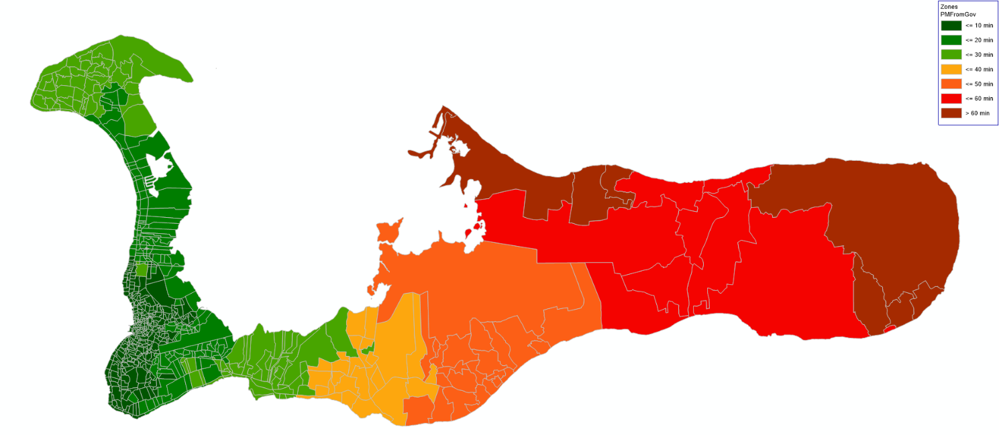 Zones
PMFromGov
<= 10 min
<= 20 min
<= 30 min
<= 40 min
<= 50 min
<= 60 min
> 60 min